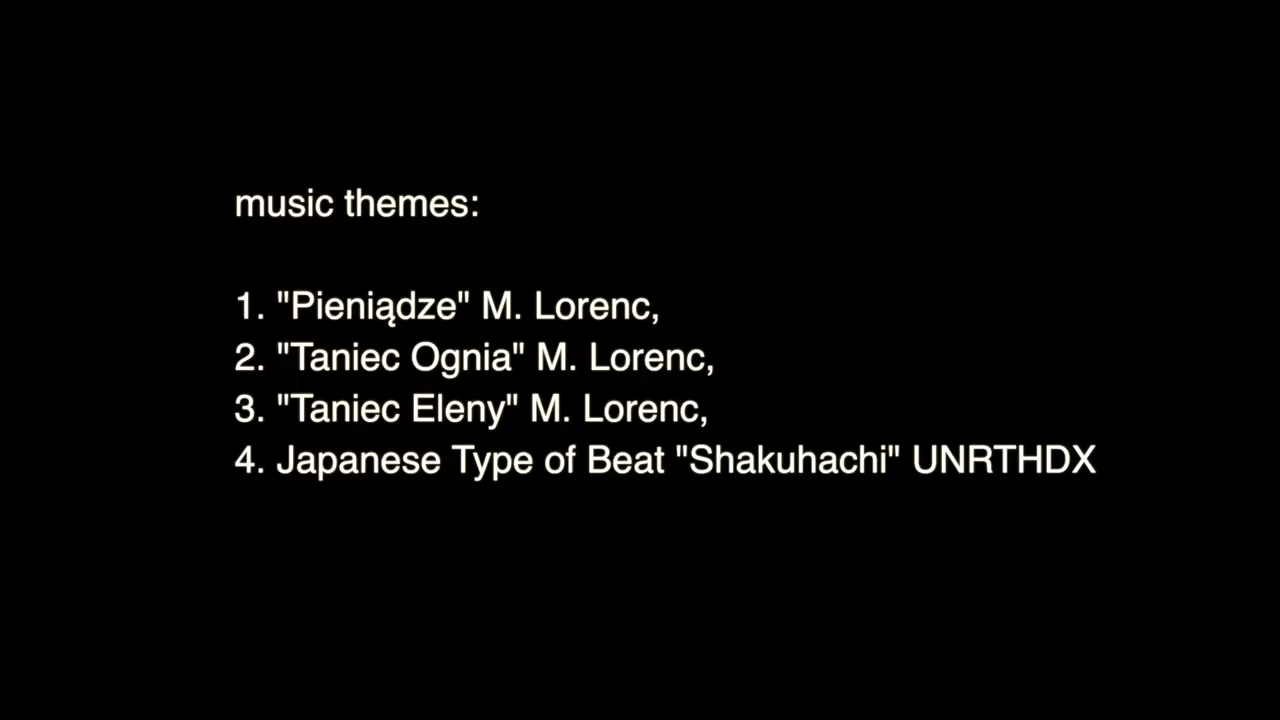 music themes:
1. "Pieniądze" M. Lorenc,
2. "Taniec Ognia" M. Lorenc,
3. "Taniec Eleny" M. Lorenc,
4. Japanese Type of Beat "Shakuhachi" UNRTHDX